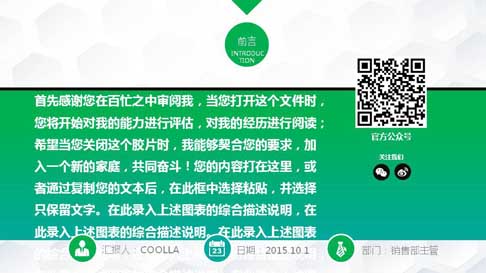 前言
INTRODUC
TION
首先感谢您在百忙之中审阅我，当您打开这个文件时，
您将开始对我的能力进行评估，对我的经历进行阅读；
希望当您关闭这个胶片时，我能够契合您的要求，加
入一个新的家庭，共同奋斗！您的内容打在这里，或
者通过复制您的文本后，在此框中选择粘贴，并选择
只保留文字。在此录入上述图表的综合描述说明，在
此录入上述图表的综合描述说明。在此录入上述图表
官方公众号
关注我们
汇报人：COOLLA
23
日期：2015.10.1
部门：销售部主管